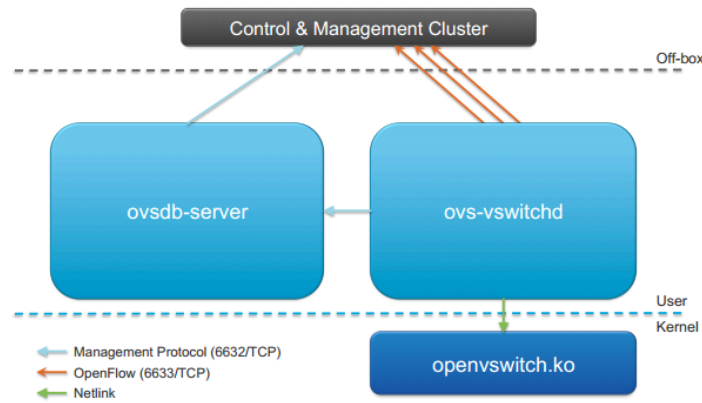 Control & Management Cluster
Off-box
ovsdb-server
ovs-vswitchd
User
Kernel
Management Protocol (6632/TCP)
OpenFlow (6633/TCP)
Netlink
openvswitch.ko